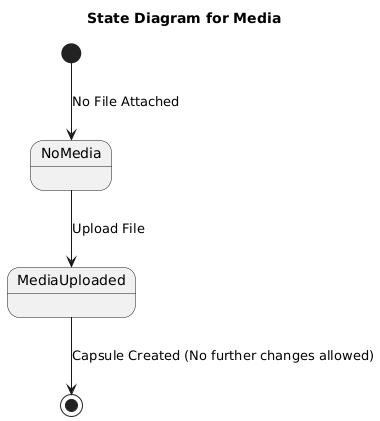 State Diagram for Media
No File Attached
NoMedia
Upload File
MediaUploaded
Capsule Created (No further changes allowed)